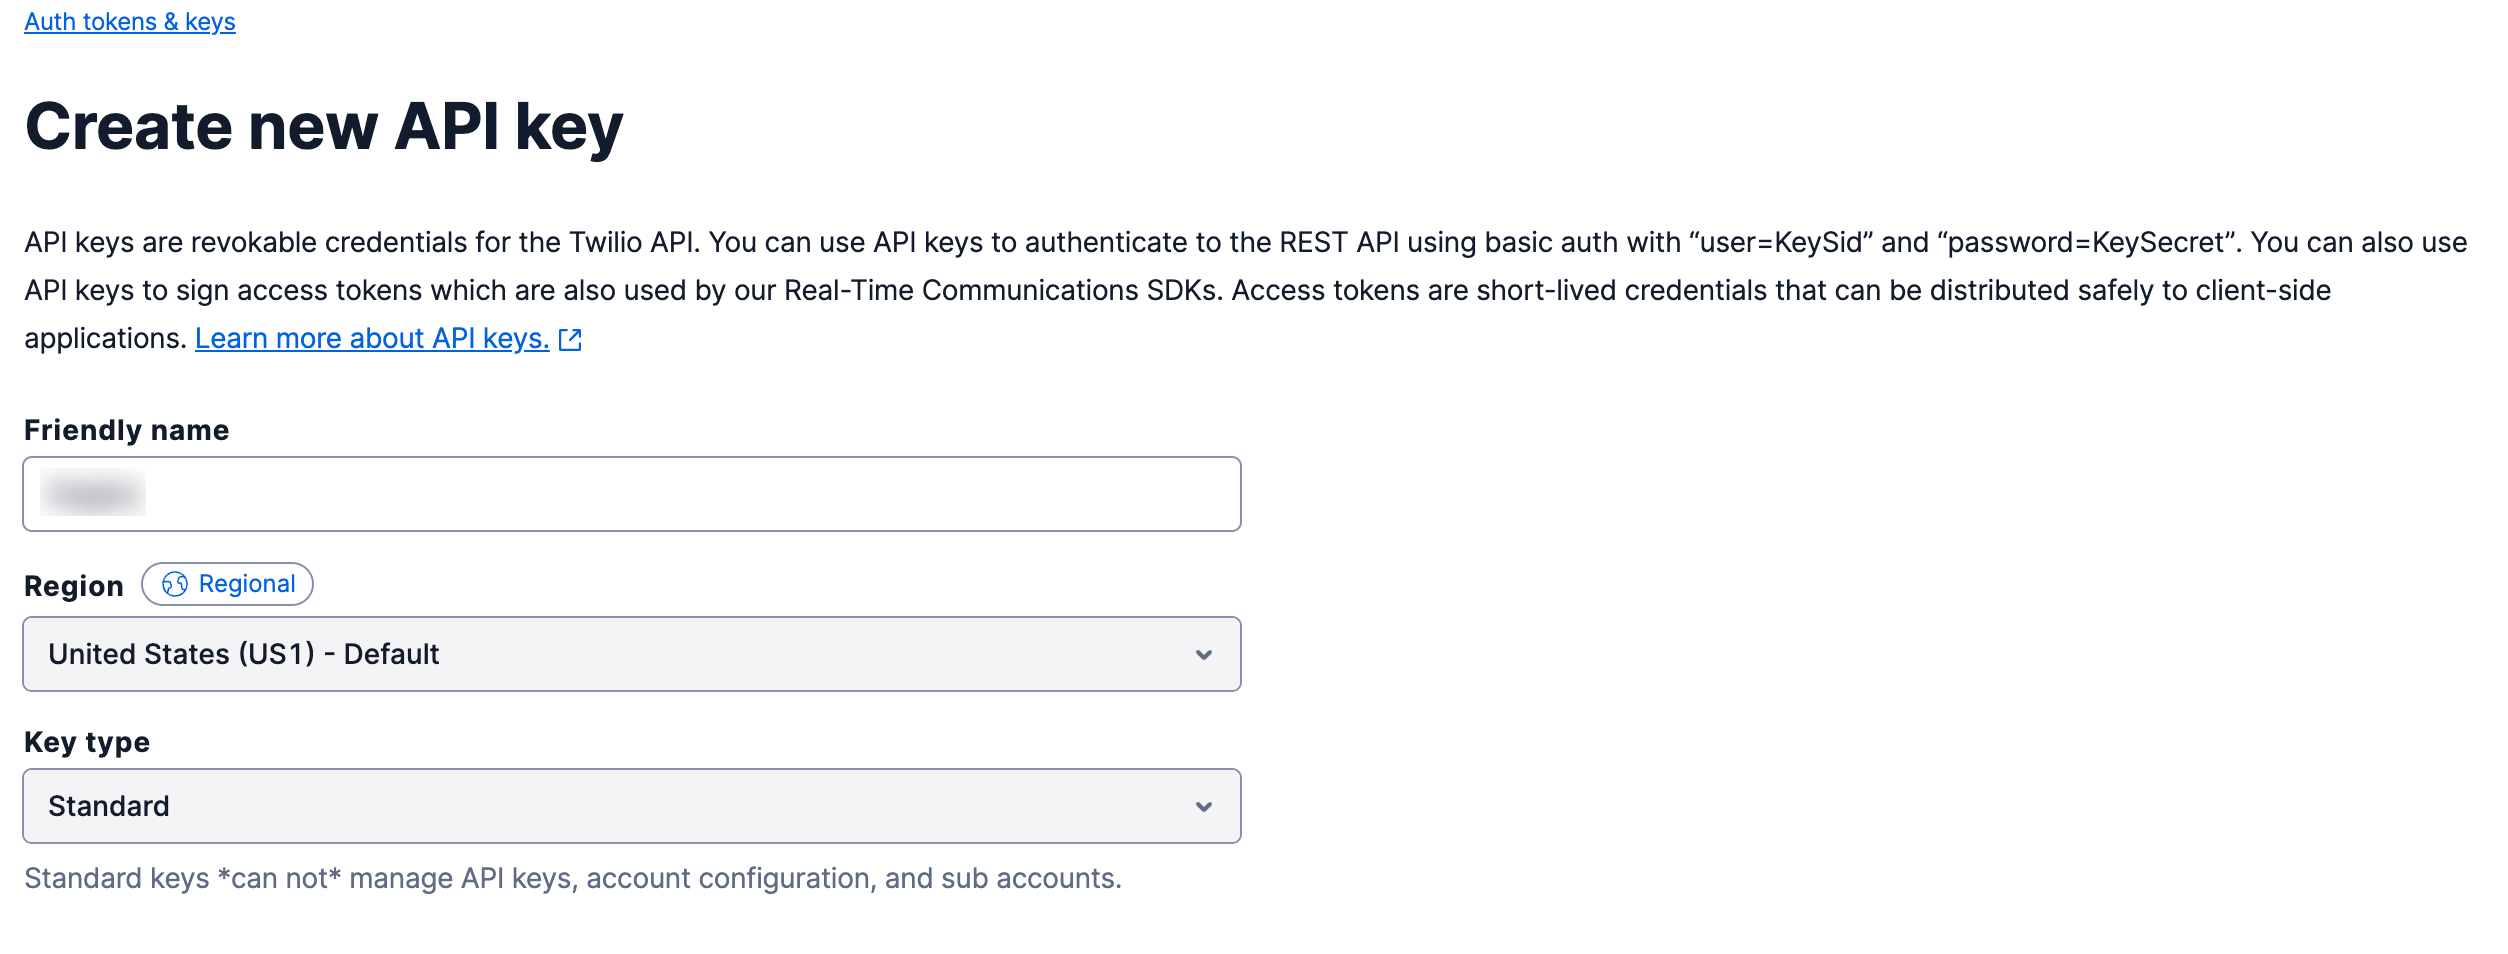 Auth tokens & keys
Create new API key
API keys are revokable credentials for the Twilio API. You can use API keys to authenticate to the REST API using basic auth with “user=KeySid” and “password=KeySecret”. You can also use
API keys to sign access tokens which are also used by our Real-Time Communications SDKs. Access tokens are short-lived credentials that can be distributed safely to client-side
applications. Learn more about API keys.
Friendly name
Region Regional
United States (US1) - Default
Key type
Standard
Standard keys *can not* manage API keys, account configuration, and sub accounts.